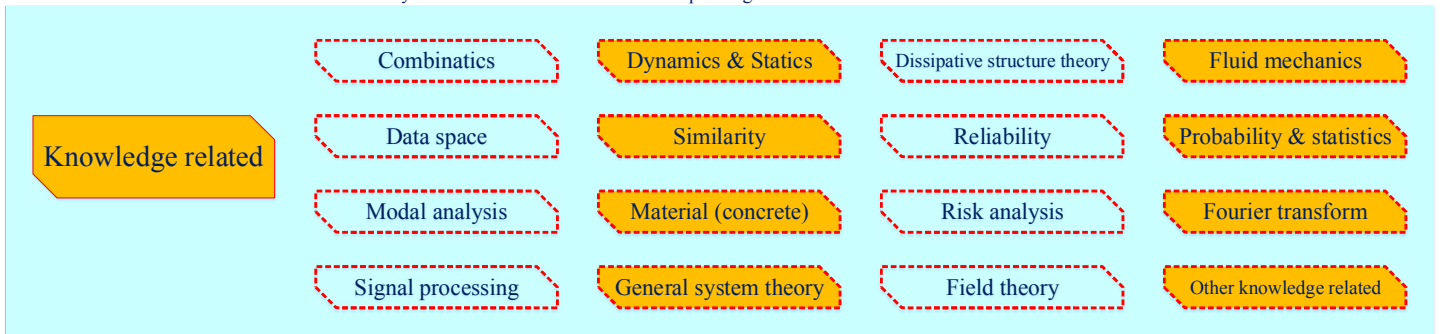 Combinatics
Dynamics & Statics
Dissipative structure theory
Fluid mechanics
Knowledge related
Data space
Similarity
Reliability
Probability & statistics
Modal analysis
Material (concrete)
Risk analysis
Fourier transform
Signal processing
General system theory
Field theory
Other knowledge related